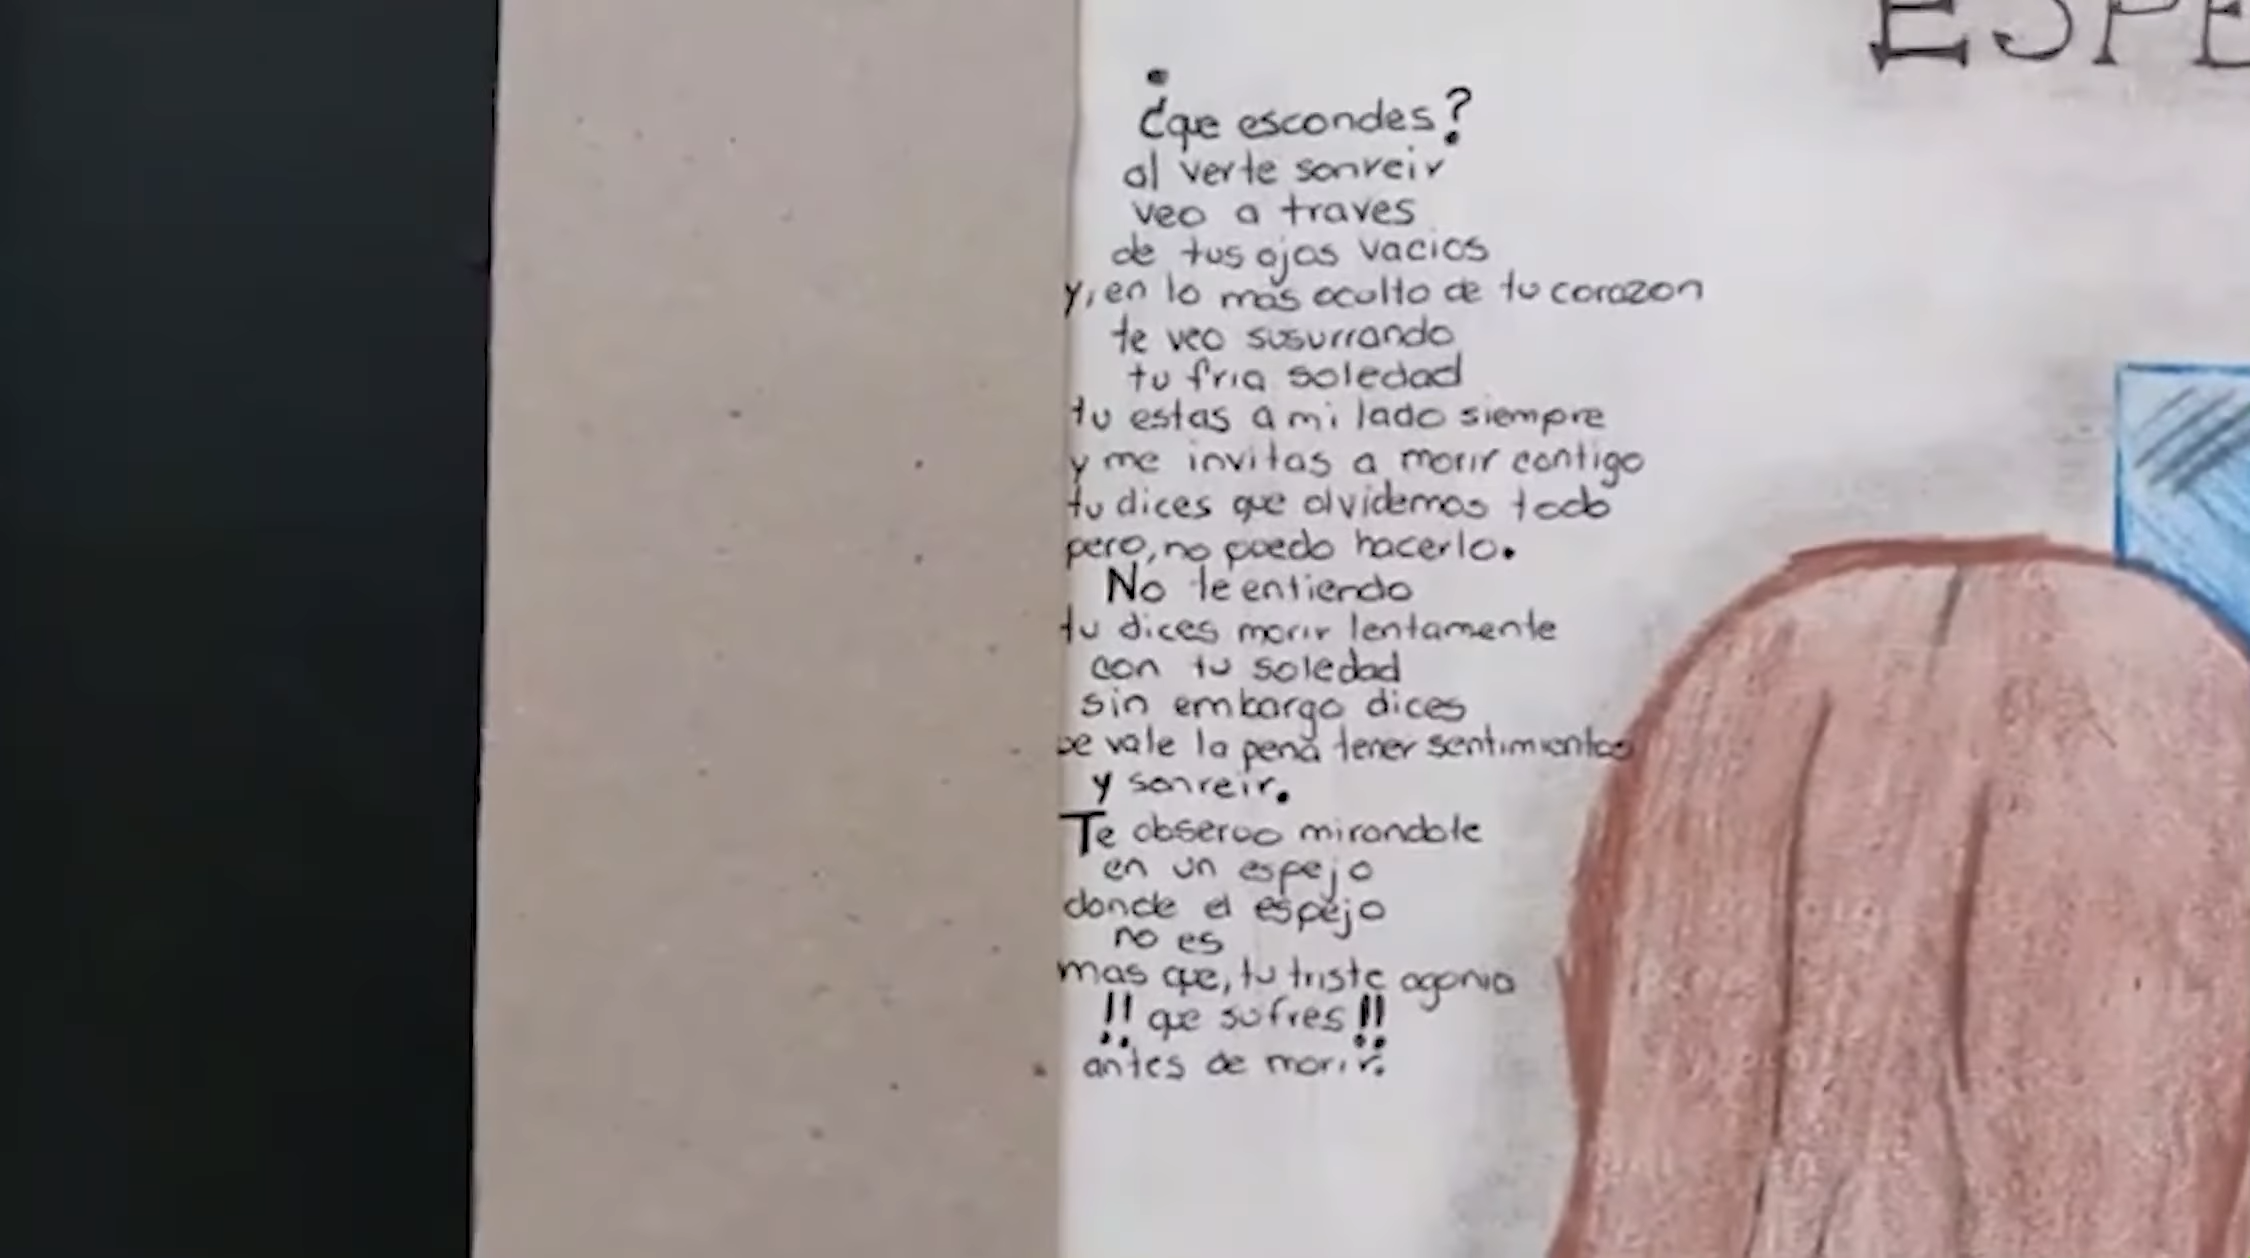 ESPE
¿que escondes?
al verte sonreir
veo a traves
de tus ojos vacios
y, en lo mas oculto de tu corazon
te veo susurrando
tu fria soledad
tu estas a mi lado siempre
y me invitas a morir contigo
tu dices que olvidemos todo
pero, no puedo hacerlo.
No te entiendo
tu dices morir lentamente
con tu soledad
sin embargo dices
se vale la pena tener sentimientos
y sonreir.
Te observo mirandote
en un espejo
donde el espejo
no es
mas que, tu triste agonia
!! que sufres !!
antes de morir.